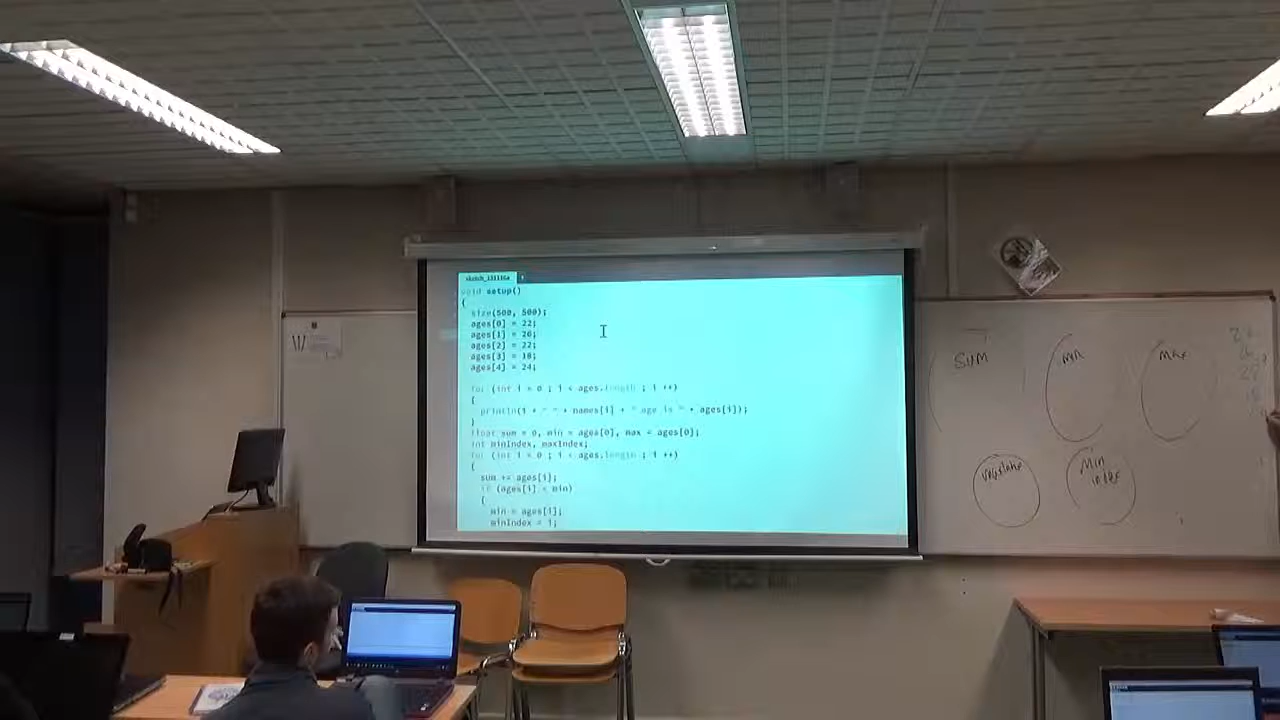 sketch_131116a
void setup()
{
size(500, 500);
ages[0] = 22;
ages[1] = 26;
ages[2] = 22;
ages[3] = 18;
ages[4] = 24;
for (int i = 0 ; i < ages.length ; i ++)
{
println(i + " " + names[i] + " age is " + ages[i]);
}
float sum = 0, min = ages[0], max = ages[0];
int minIndex, maxIndex;
for (int i = 0 ; i < ages.length ; i ++)
{
sum += ages[i];
if (ages[i] < min)
{
min = ages[i];
minIndex = i;
SUM
min
max
min
index